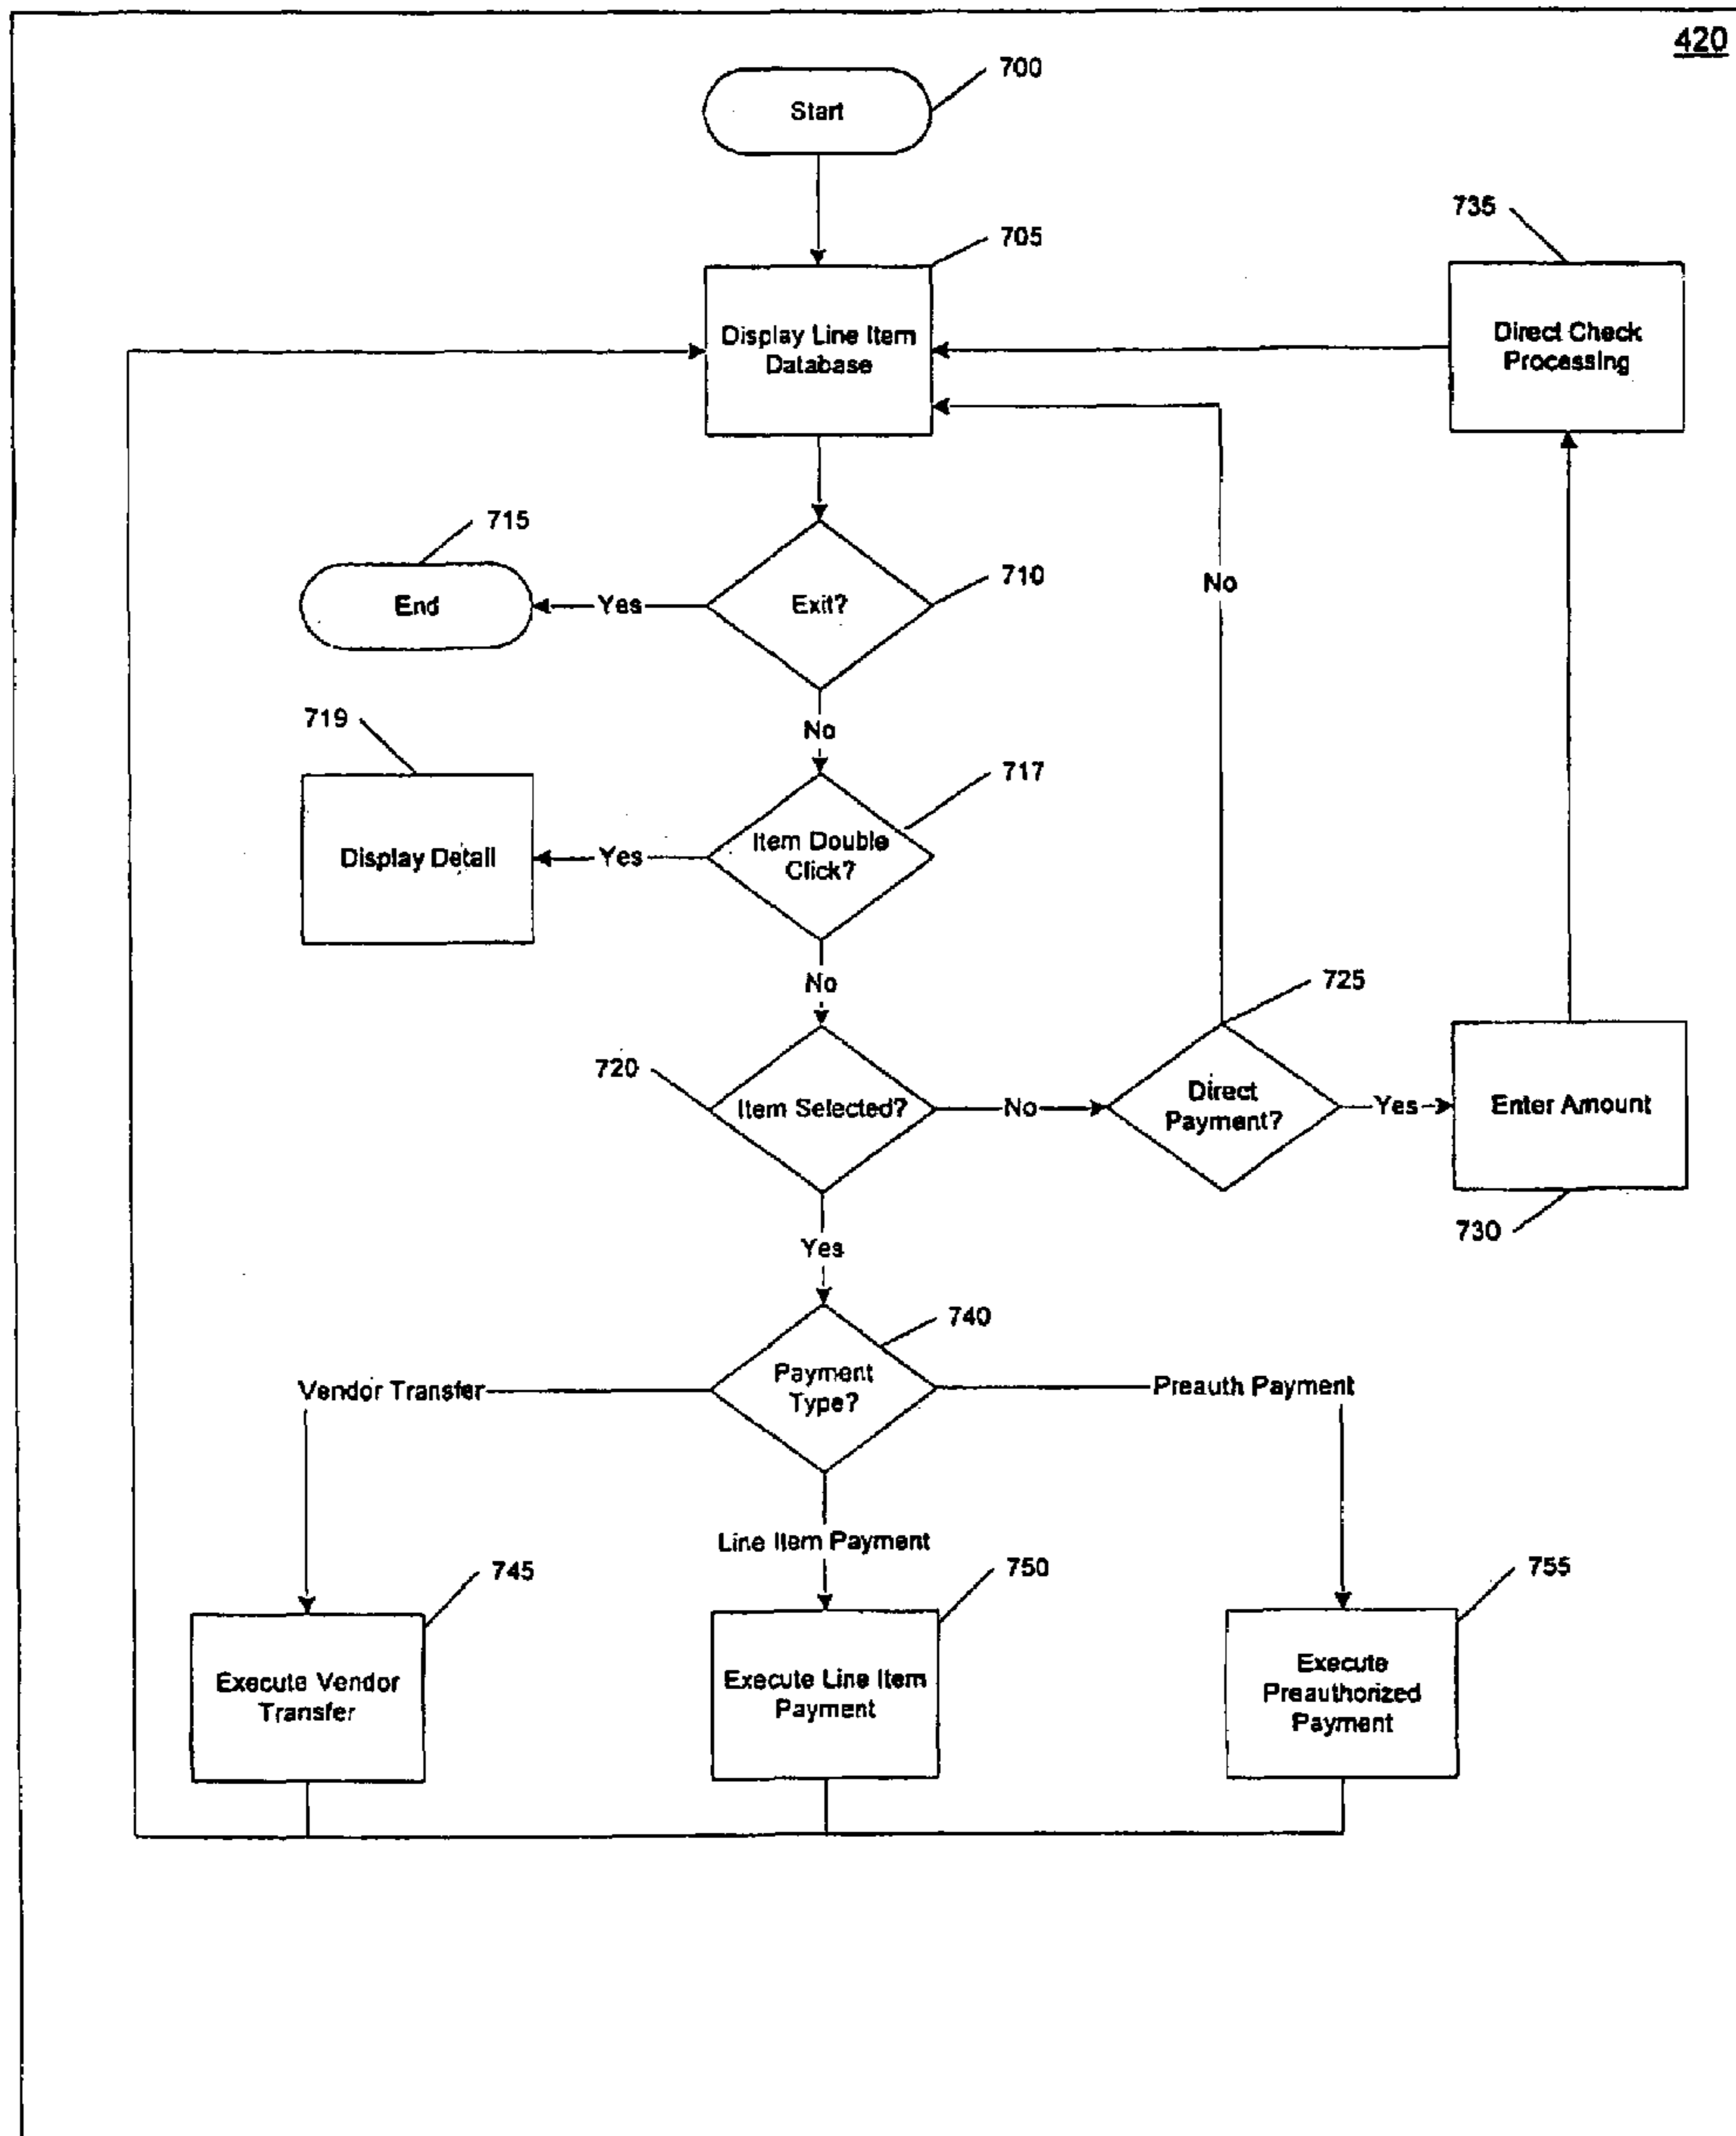 420
700
Start
705
Display Line Item
Database
735
Direct Check
Processing
715
End
Yes
Exit?
710
No
No
719
717
Display Detail
Yes
Item Double
Click?
No
725
720
Item Selected?
No
Direct
Payment?
Yes
Enter Amount
730
Yes
740
Payment
Type?
Vendor Transfer
Preauth Payment
Line Item Payment
745
750
755
Execute Vendor
Transfer
Execute Line Item
Payment
Execute
Preauthorized
Payment